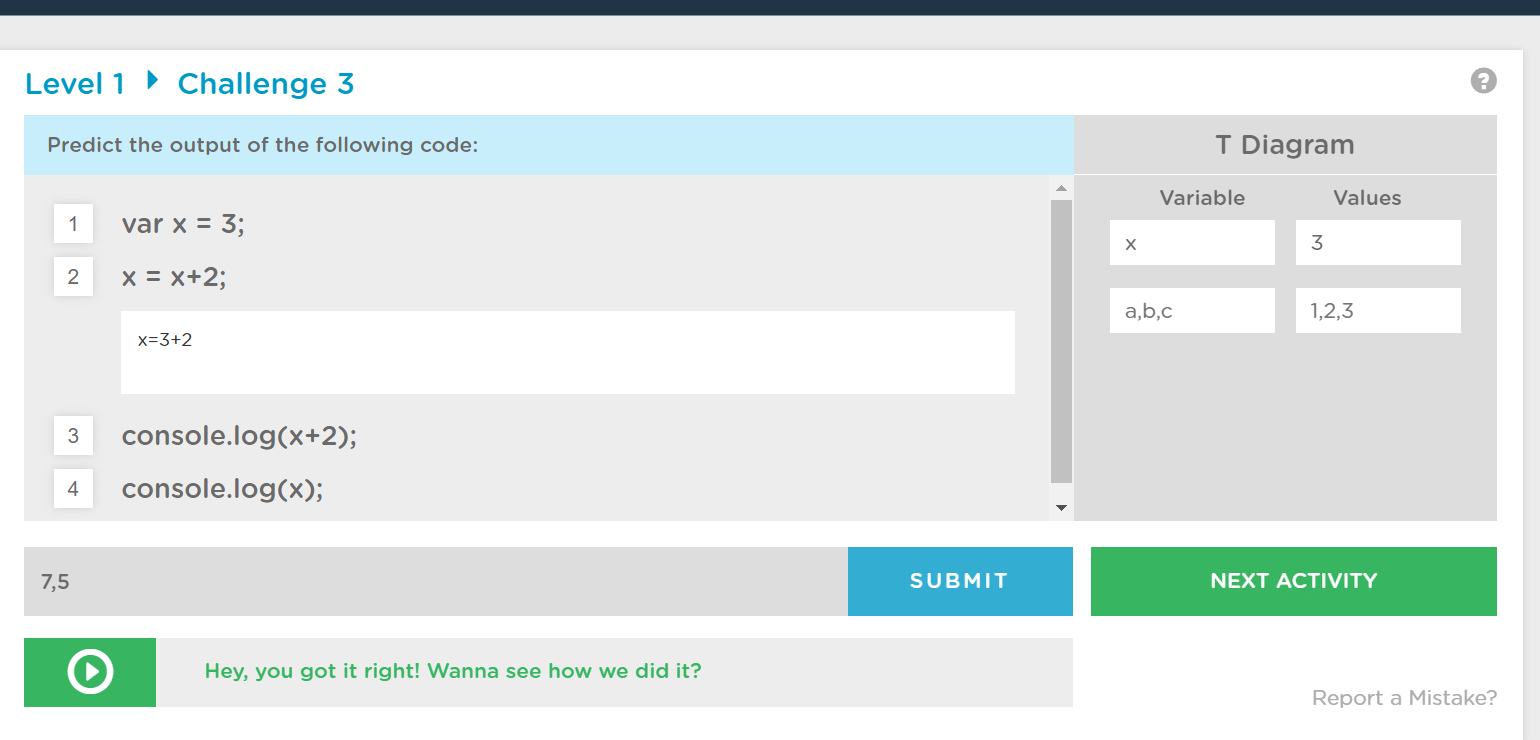 Level 1 Challenge 3
?
Predict the output of the following code:
1 var x = 3;
2 x = x+2;
x=3+2
3 console.log(x+2);
4 console.log(x);
T Diagram
Variable Values
x 3
a,b,c 1,2,3
7,5
SUBMIT
NEXT ACTIVITY
Hey, you got it right! Wanna see how we did it?
Report a Mistake?